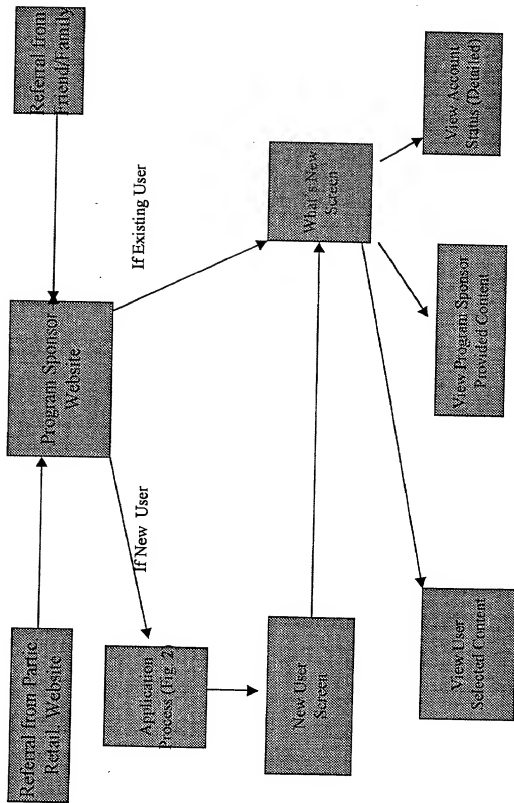 Referral from Partic.
Retail. Website
Program Sponsor
Website
Referral from
Friend/Family
If New User
If Existing User
Application
Process (Fig. 2)
New User
Screen
What's New
Screen
View User
Selected Content
View Program Sponsor
Provided Content
View Account
Status (Detailed)